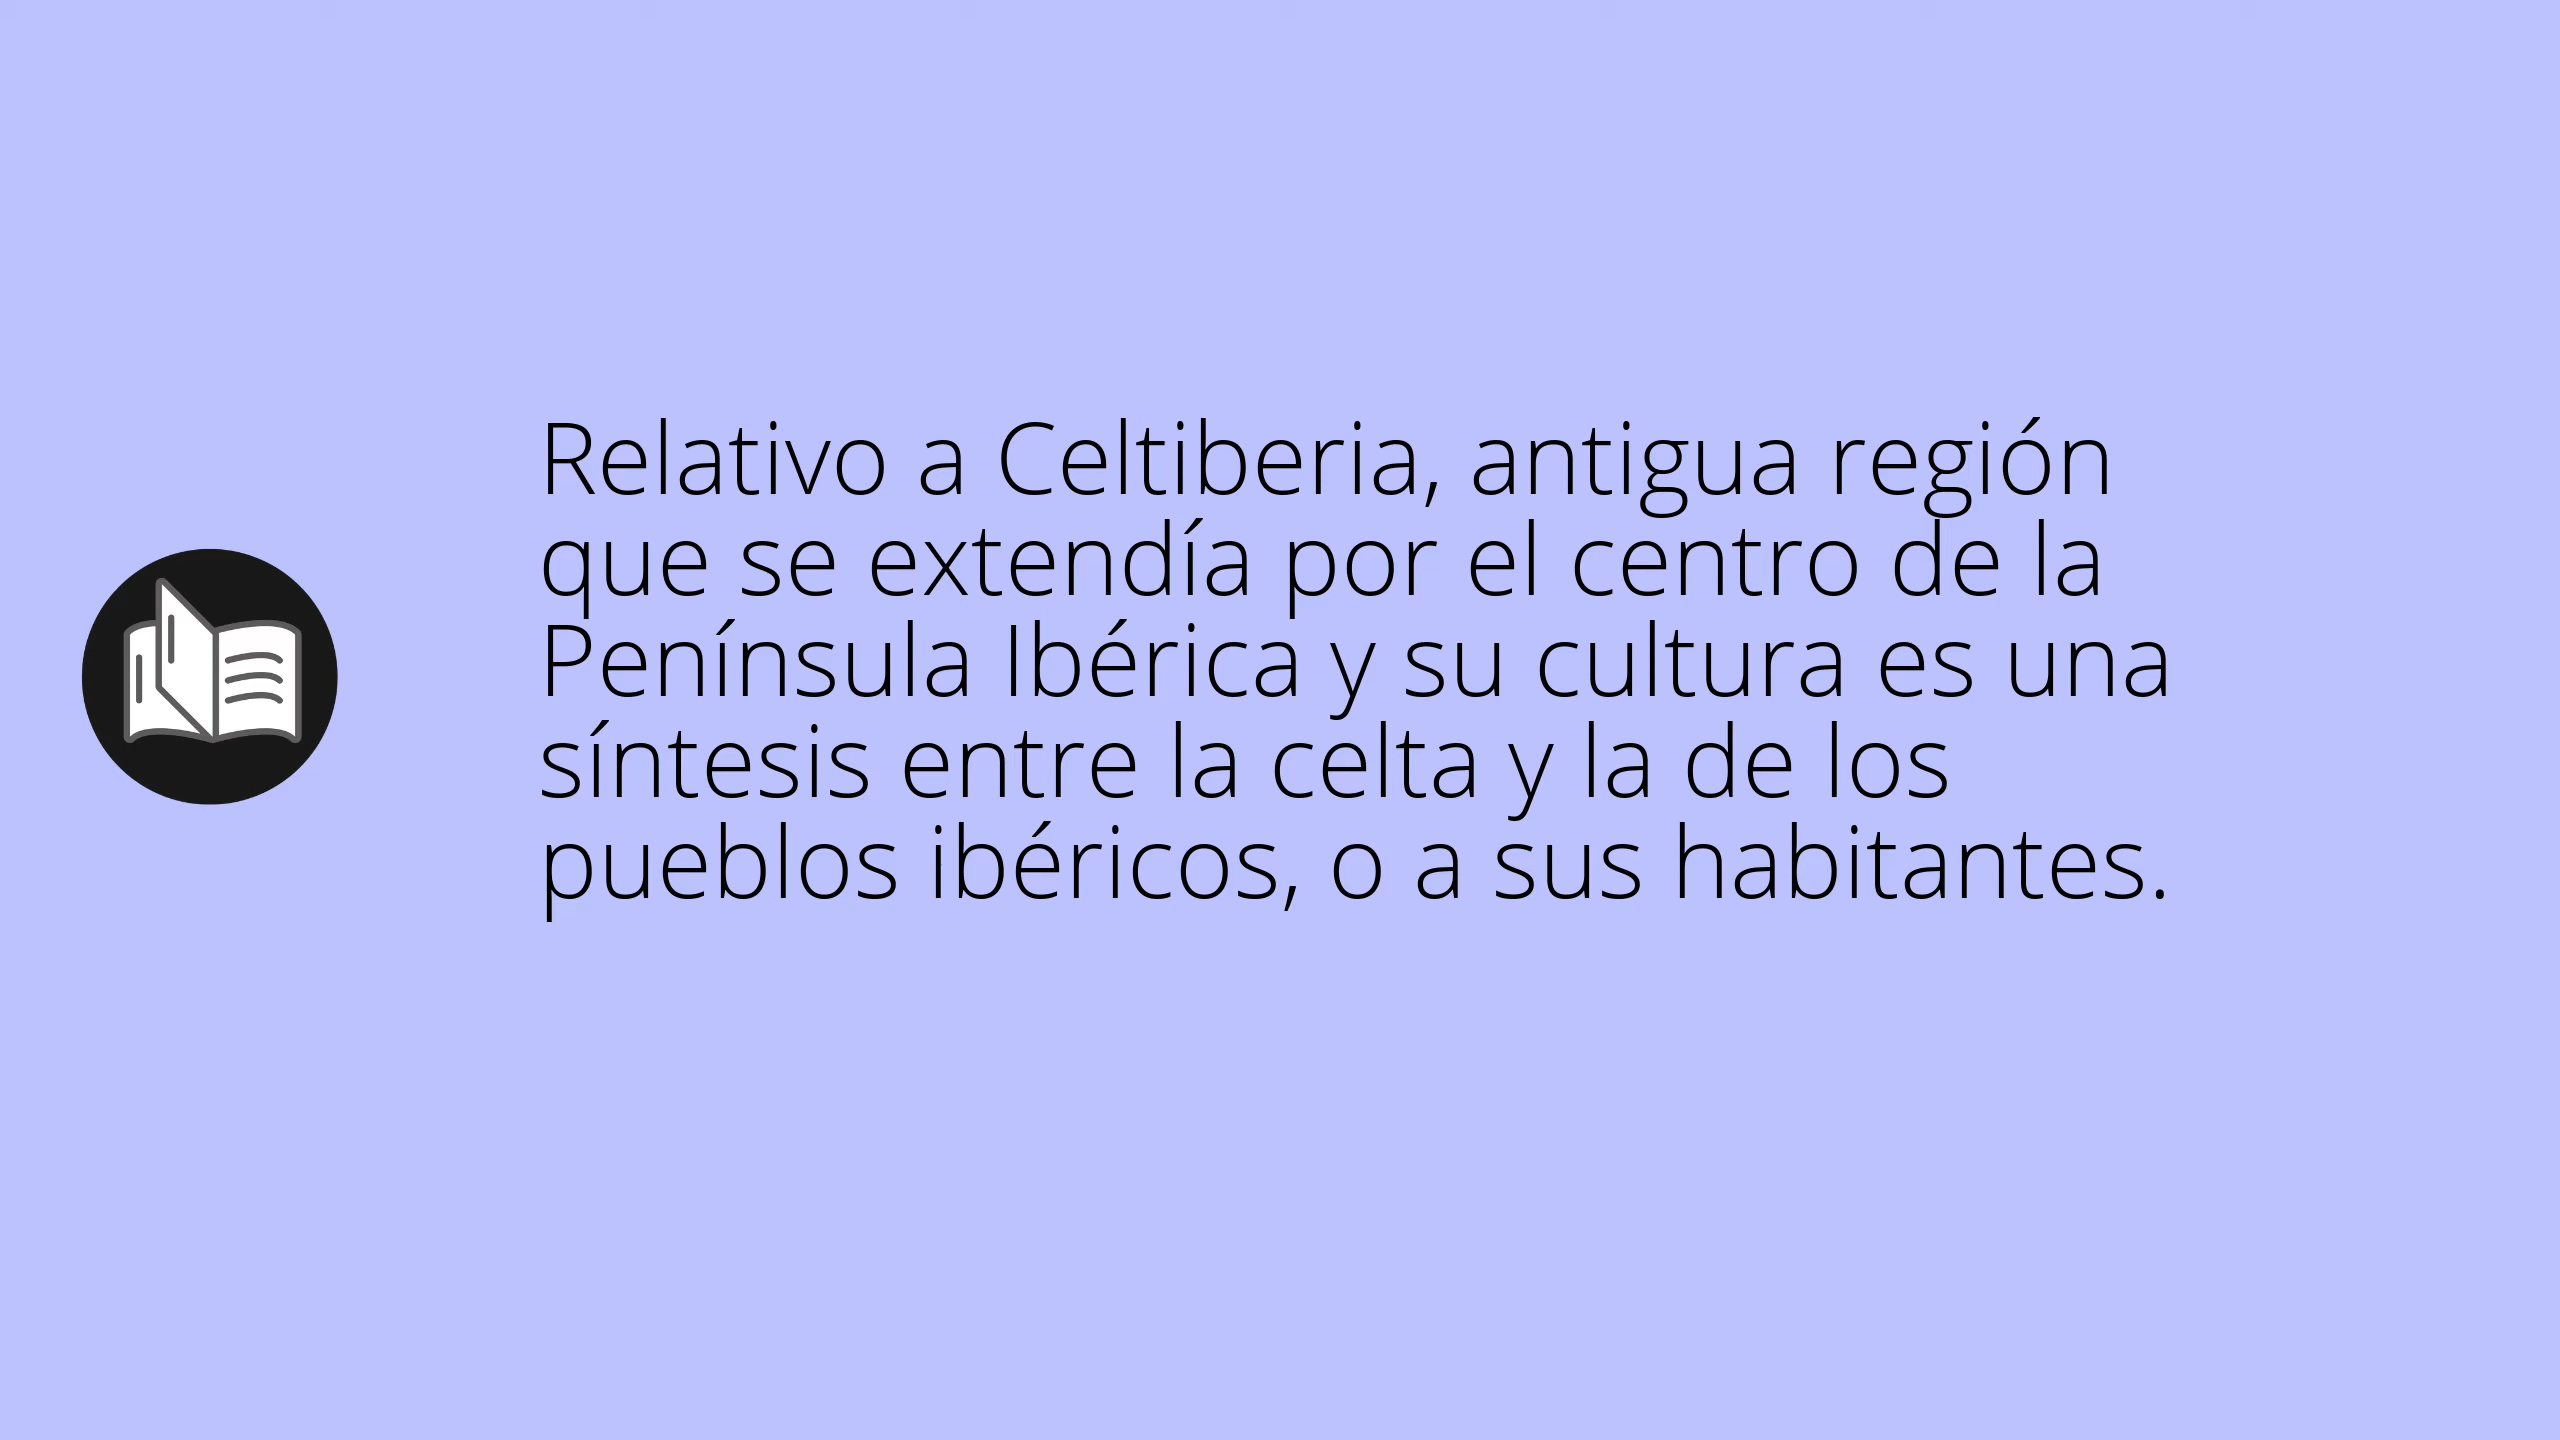 Relativo a Celtiberia, antigua región
que se extendía por el centro de la
Península Ibérica y su cultura es una
síntesis entre la celta y la de los
pueblos ibéricos, o a sus habitantes.